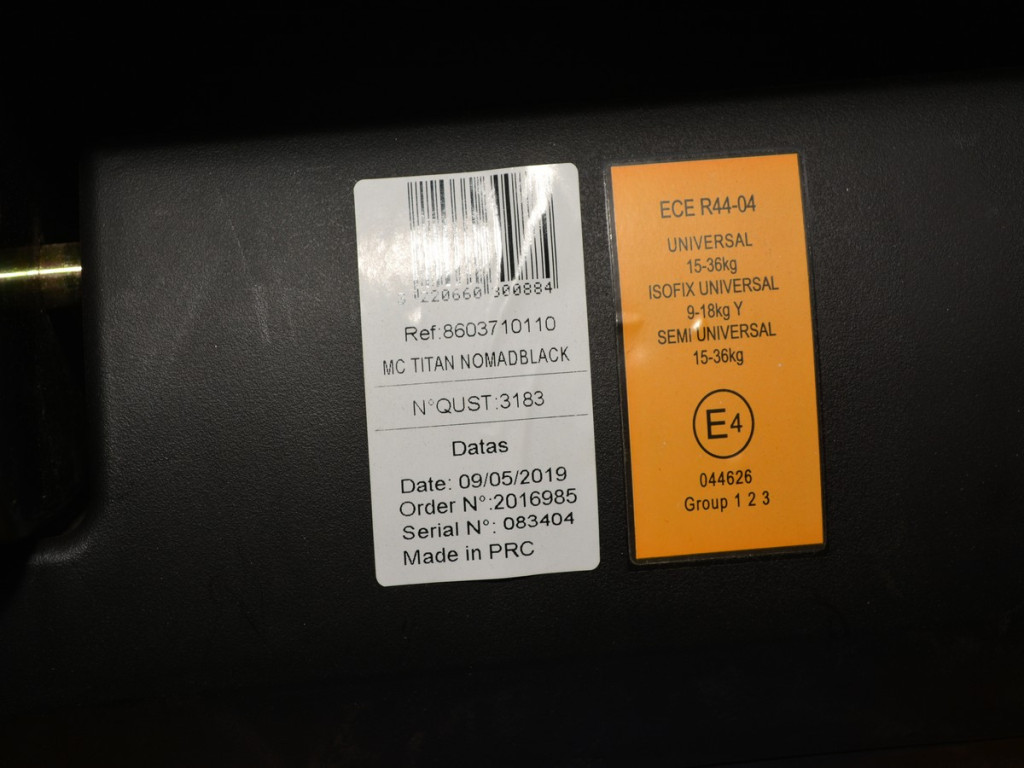 220660 300884
Ref:8603710110
MC TITAN NOMADBLACK
N°QUST:3183
Datas
Date: 09/05/2019
Order N°:2016985
Serial N°: 083404
Made in PRC
ECE R44-04
UNIVERSAL
15-36kg
ISOFIX UNIVERSAL
9-18kg Y
SEMI UNIVERSAL
15-36kg
E4
044626
Group 1 2 3